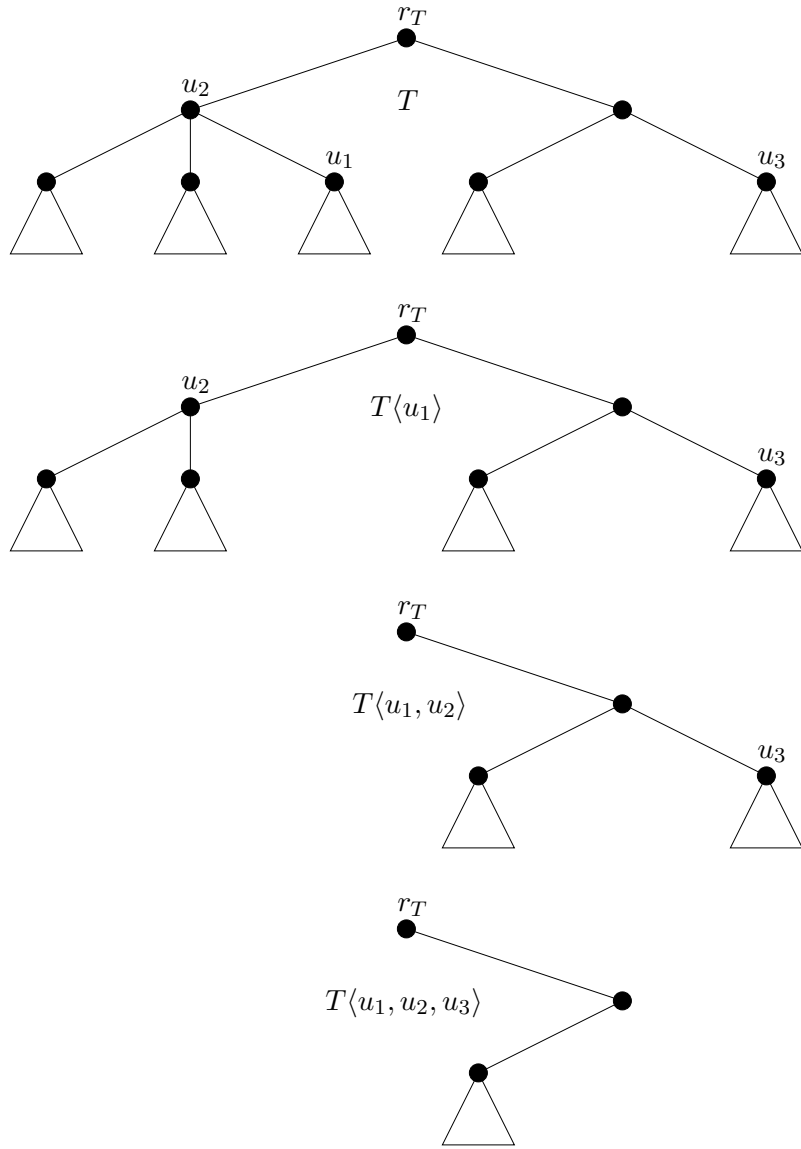 r_T
u_2
T
u_1
u_3
r_T
u_2
T⟨u_1⟩
u_3
r_T
T⟨u_1, u_2⟩
u_3
r_T
T⟨u_1, u_2, u_3⟩